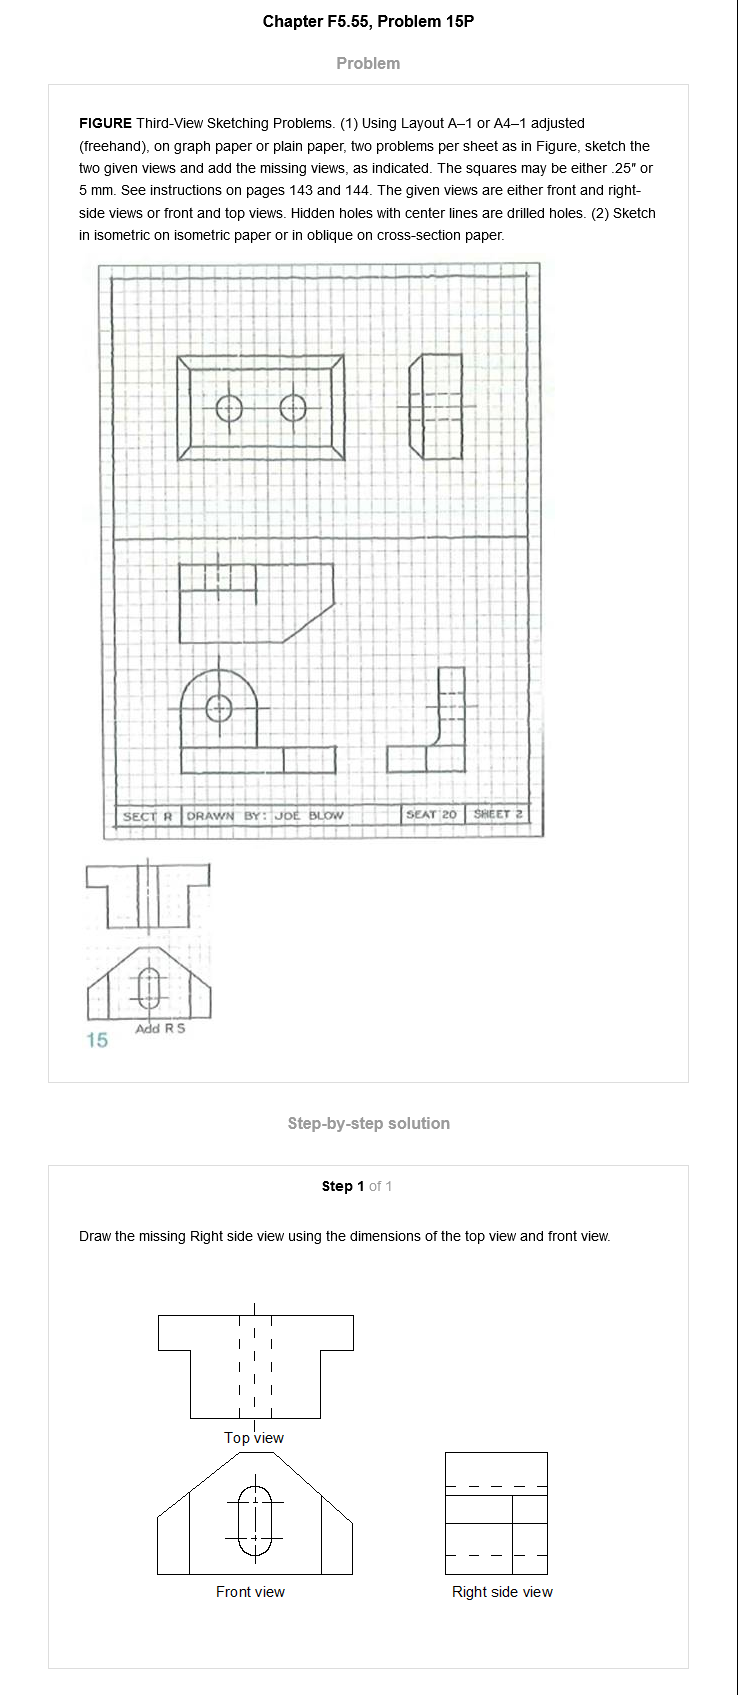 Chapter F5.55, Problem 15P
Problem
FIGURE Third-View Sketching Problems. (1) Using Layout A–1 or A4–1 adjusted
(freehand), on graph paper or plain paper, two problems per sheet as in Figure, sketch the
two given views and add the missing views, as indicated. The squares may be either .25″ or
5 mm. See instructions on pages 143 and 144. The given views are either front and right-
side views or front and top views. Hidden holes with center lines are drilled holes. (2) Sketch
in isometric on isometric paper or in oblique on cross-section paper.
SECT R DRAWN BY: JOE BLOW SEAT 20 SHEET 2
Add R S
15
Step-by-step solution
Step 1 of 1
Draw the missing Right side view using the dimensions of the top view and front view.
Top view
Front view Right side view